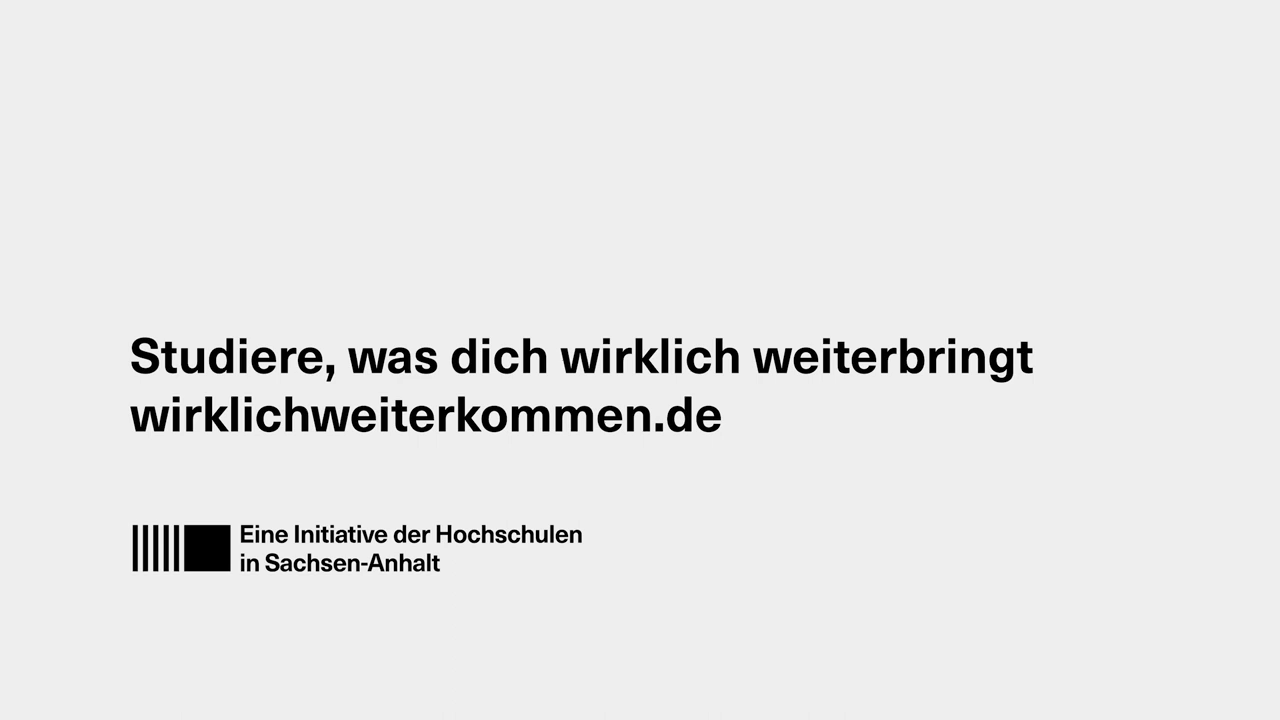 Studiere, was dich wirklich weiterbringt
wirklichweiterkommen.de
Eine Initiative der Hochschulen
in Sachsen-Anhalt